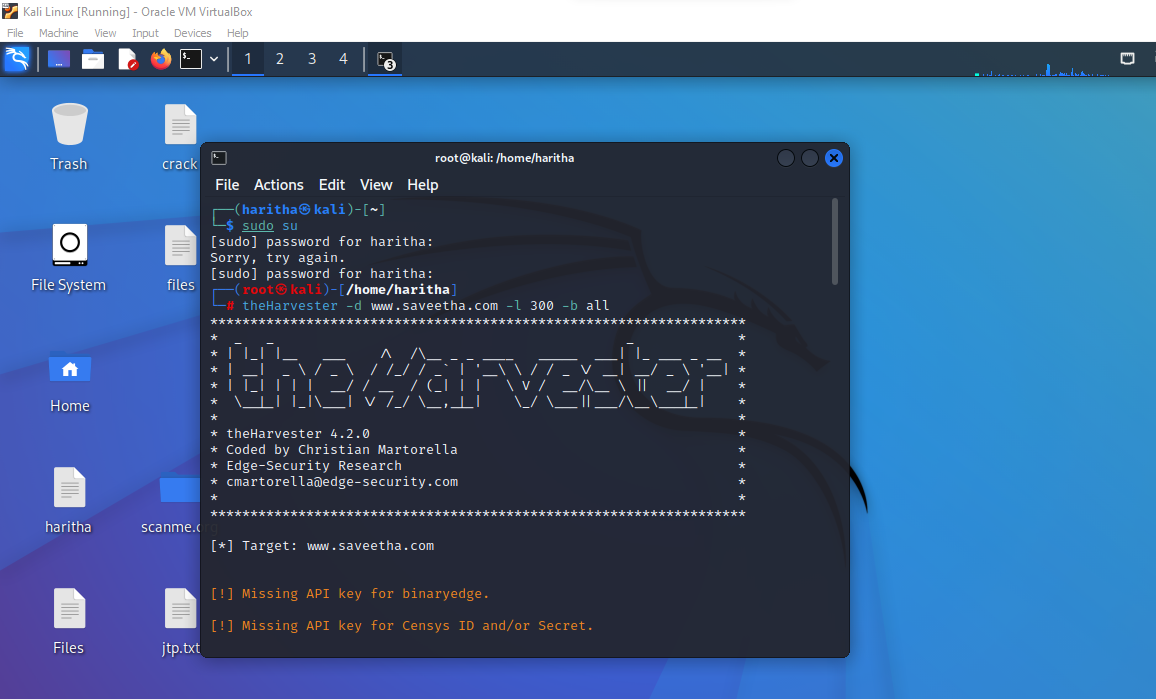 Kali Linux [Running] - Oracle VM VirtualBox
File Machine View Input Devices Help
1 2 3 4 3
Trash
crack
File System
files
Home
haritha
scanme.org
Files
jtp.txt
root@kali: /home/haritha
File Actions Edit View Help
┌──(haritha㉿kali)-[~]
└─$ sudo su
[sudo] password for haritha:
Sorry, try again.
[sudo] password for haritha:
┌──(root㉿kali)-[/home/haritha]
└─# theHarvester -d www.saveetha.com -l 300 -b all
*******************************************************************
theHarvester
* theHarvester 4.2.0 *
* Coded by Christian Martorella *
* Edge-Security Research *
* cmartorella@edge-security.com *
* *
*******************************************************************
[*] Target: www.saveetha.com
[!] Missing API key for binaryedge.
[!] Missing API key for Censys ID and/or Secret.